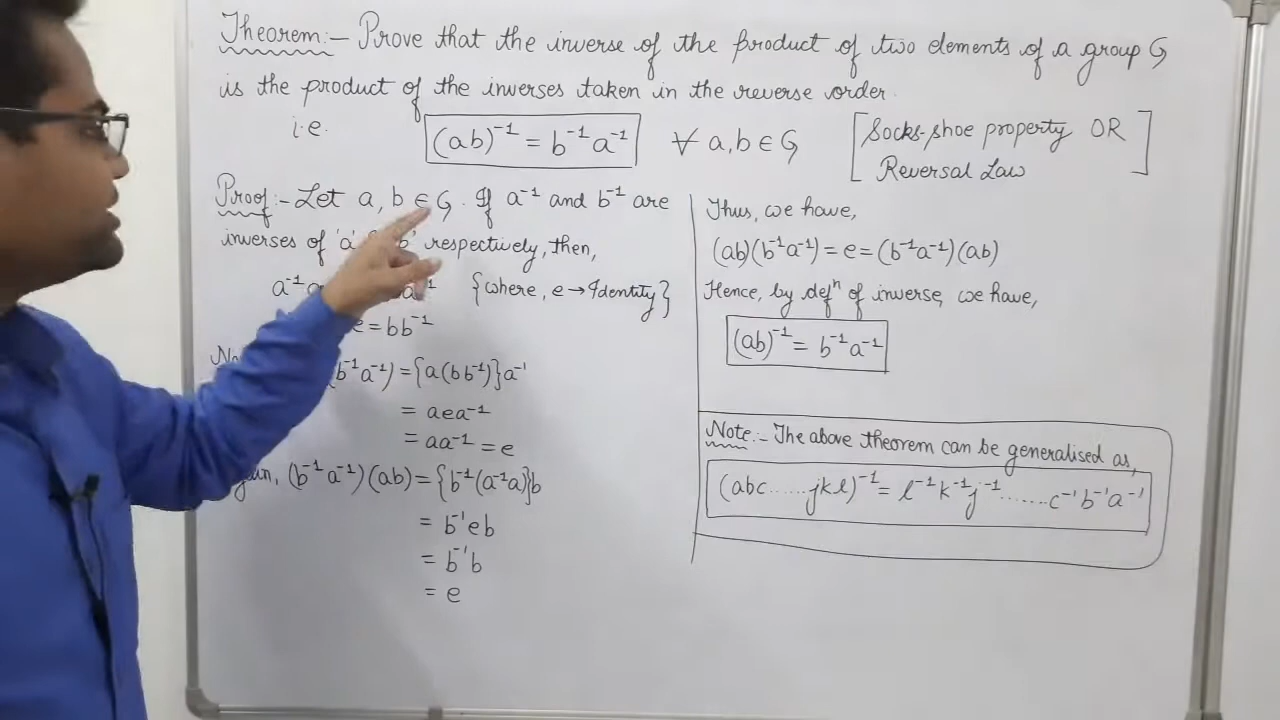 Theorem:- Prove that the inverse of the product of two elements of a group G
is the product of the inverses taken in the reverse order.
i.e. (ab)⁻¹ = b⁻¹a⁻¹ ∀ a, b ∈ G [Socks-shoe property OR
Reversal Law]
Proof:- Let a, b ∈ G. If a⁻¹ and b⁻¹ are
inverses of 'a' 'b' respectively, then,
a⁻¹ {where, e → Identity}
e = bb⁻¹
(b⁻¹a⁻¹) = {a(bb⁻¹)}a⁻¹
= aea⁻¹
= aa⁻¹ = e
(b⁻¹a⁻¹)(ab) = {b⁻¹(a⁻¹a)}b
= b⁻¹eb
= b⁻¹b
= e
Thus, we have,
(ab)(b⁻¹a⁻¹) = e = (b⁻¹a⁻¹)(ab)
Hence, by defⁿ of inverse, we have,
(ab)⁻¹ = b⁻¹a⁻¹
Note:- The above theorem can be generalised as,
(abc......jkl)⁻¹ = l⁻¹k⁻¹j⁻¹.......c⁻¹b⁻¹a⁻¹